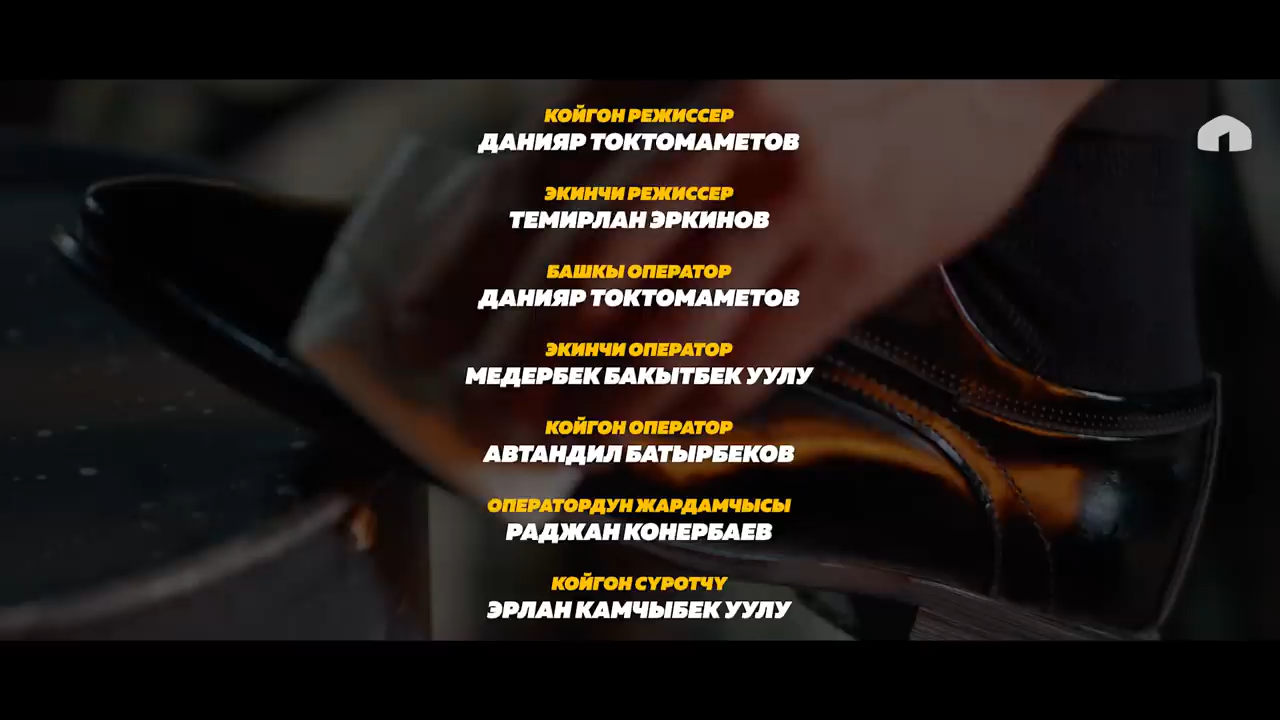 КОЙГОН РЕЖИССЕР
ДАНИЯР ТОКТОМАМЕТОВ
ЭКИНЧИ РЕЖИССЕР
ТЕМИРЛАН ЭРКИНОВ
БАШКЫ ОПЕРАТОР
ДАНИЯР ТОКТОМАМЕТОВ
ЭКИНЧИ ОПЕРАТОР
МЕДЕРБЕК БАКЫТБЕК УУЛУ
КОЙГОН ОПЕРАТОР
АВТАНДИЛ БАТЫРБЕКОВ
ОПЕРАТОРДУН ЖАРДАМЧЫСЫ
РАДЖАН КОНЕРБАЕВ
КОЙГОН СҮРӨТЧҮ
ЭРЛАН КАМЧЫБЕК УУЛУ